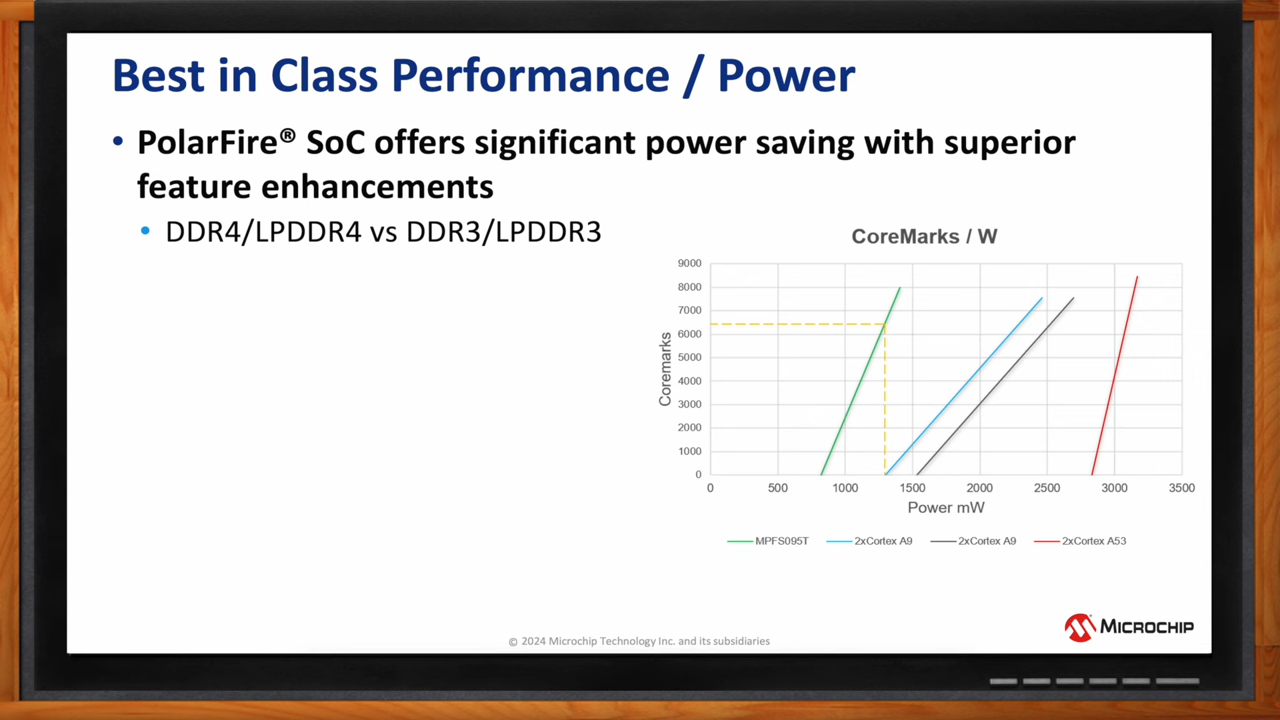 Best in Class Performance / Power
• PolarFire® SoC offers significant power saving with superior
feature enhancements
• DDR4/LPDDR4 vs DDR3/LPDDR3
CoreMarks / W
9000
8000
7000
6000
5000
4000
3000
2000
1000
0
Coremarks
0 500 1000 1500 2000 2500 3000 3500
Power mW
MPFS095T 2xCortex A9 2xCortex A9 2xCortex A53
MICROCHIP
© 2024 Microchip Technology Inc. and its subsidiaries